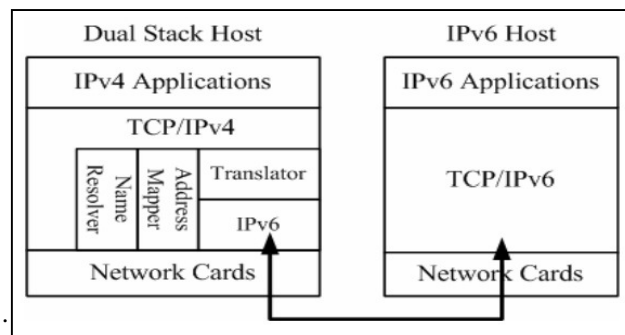 Dual Stack Host
IPv4 Applications
TCP/IPv4
Name
Resolver
Address
Mapper
Translator
IPv6
Network Cards
IPv6 Host
IPv6 Applications
TCP/IPv6
Network Cards
.